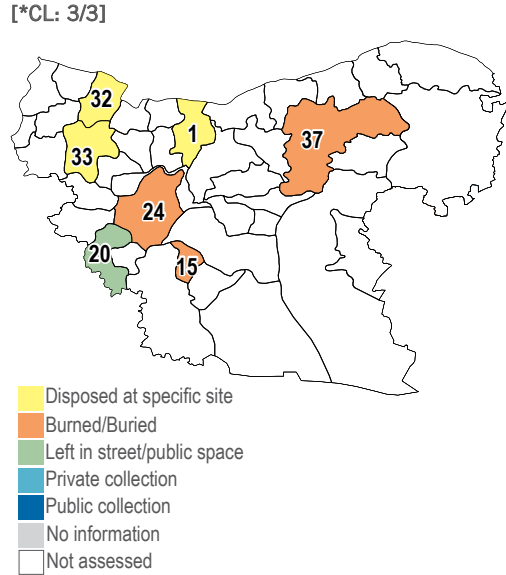 [*CL: 3/3]
32
1
37
33
24
20
15
Disposed at specific site
Burned/Buried
Left in street/public space
Private collection
Public collection
No information
Not assessed